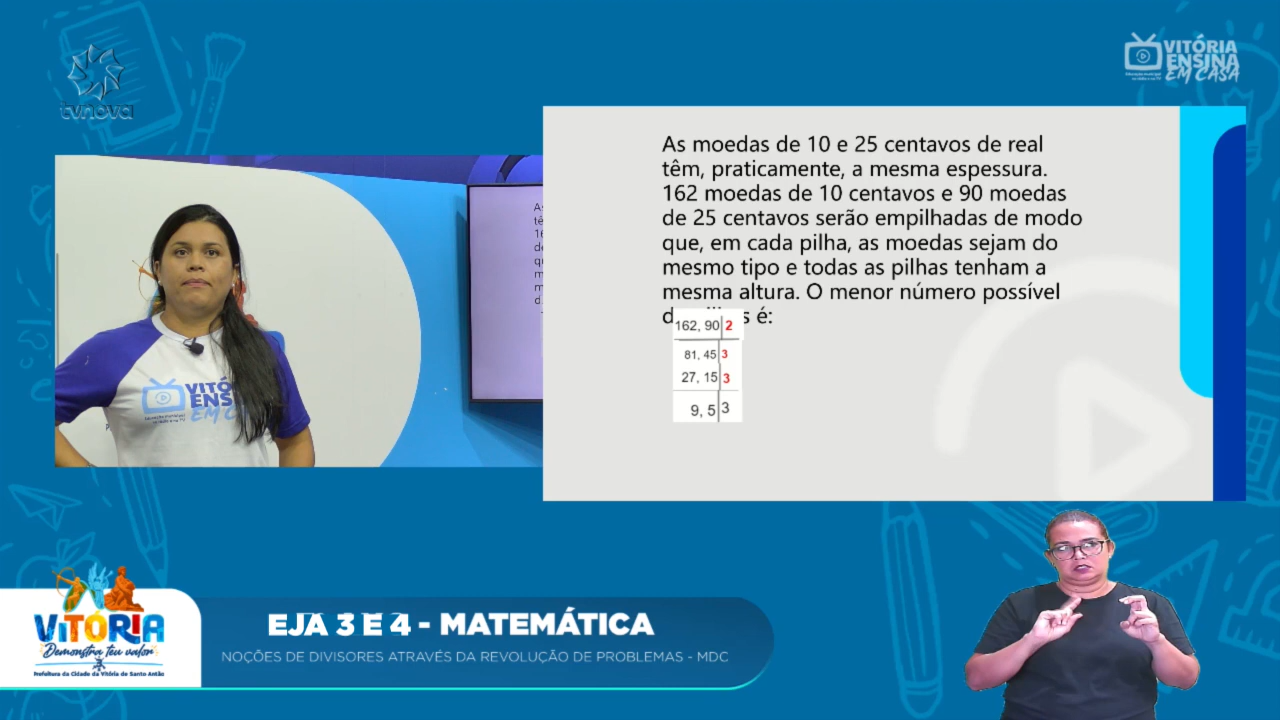 tvnova
VITÓRIA
ENSINA
EM CASA
As moedas de 10 e 25 centavos de real
têm, praticamente, a mesma espessura.
162 moedas de 10 centavos e 90 moedas
de 25 centavos serão empilhadas de modo
que, em cada pilha, as moedas sejam do
mesmo tipo e todas as pilhas tenham a
mesma altura. O menor número possível
é:
162, 90 2
81, 45 3
27, 15 3
9, 5 3
VITÓRIA
Demonstra teu valor
Prefeitura da Cidade da Vitória de Santo Antão
EJA 3 E 4 - MATEMÁTICA
NOÇÕES DE DIVISORES ATRAVÉS DA REVOLUÇÃO DE PROBLEMAS - MDC